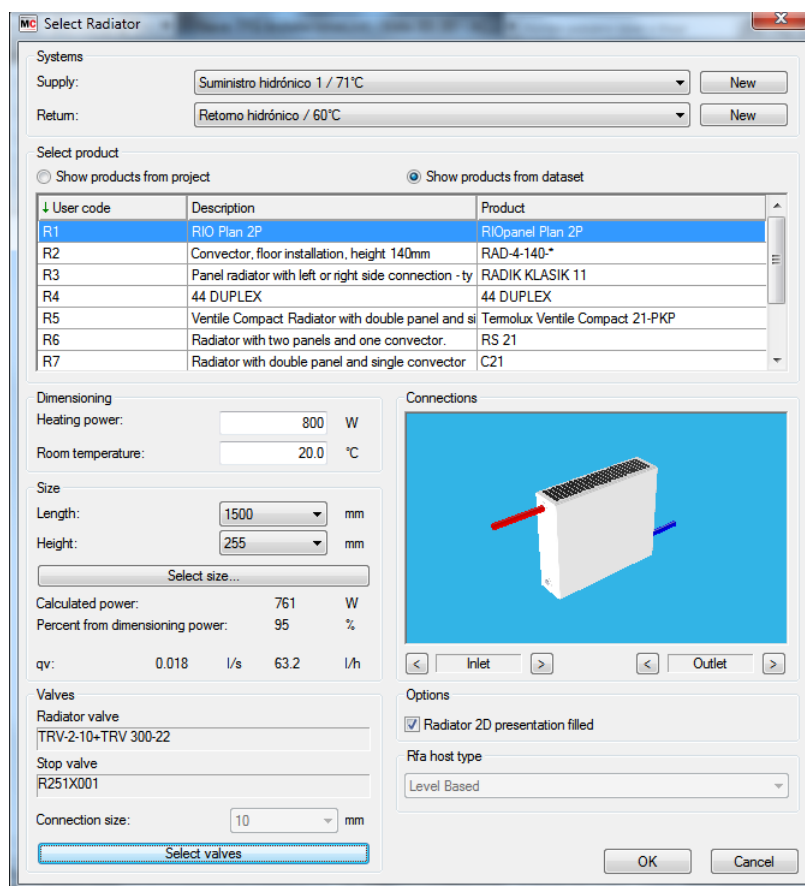 MC Select Radiator
Systems
Supply: Suministro hidrónico 1 / 71°C New
Return: Retorno hidrónico / 60°C New
Select product
Show products from project Show products from dataset
↓ User code Description Product
R1 RIO Plan 2P RIOpanel Plan 2P
R2 Convector, floor installation, height 140mm RAD-4-140-*
R3 Panel radiator with left or right side connection - ty RADIK KLASIK 11
R4 44 DUPLEX 44 DUPLEX
R5 Ventile Compact Radiator with double panel and si Termolux Ventile Compact 21-PKP
R6 Radiator with two panels and one convector. RS 21
R7 Radiator with double panel and single convector C21
Dimensioning
Heating power: 800 W
Room temperature: 20.0 °C
Size
Length: 1500 mm
Height: 255 mm
Select size...
Calculated power: 761 W
Percent from dimensioning power: 95 %
qv: 0.018 l/s 63.2 l/h
Valves
Radiator valve
TRV-2-10+TRV 300-22
Stop valve
R251X001
Connection size: 10 mm
Select valves
Connections
< Inlet > < Outlet >
Options
Radiator 2D presentation filled
Rfa host type
Level Based
OK Cancel